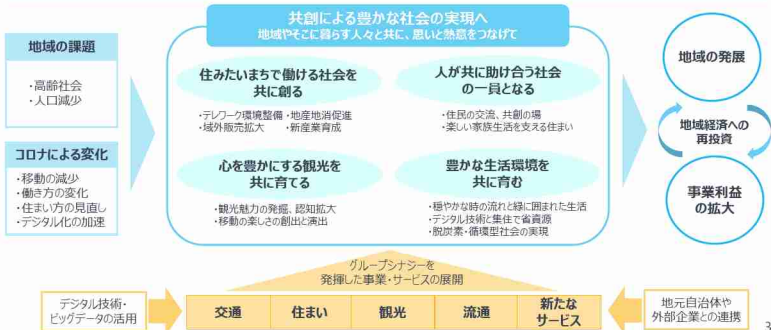 共創による豊かな社会の実現へ
地域やそこに暮らす人々と共に、思いと熱意をつなげて
地域の課題
・高齢社会
・人口減少
コロナによる変化
・移動の減少
・働き方の変化
・住まい方の見直し
・デジタル化の加速
住みたいまちで働ける社会を
共に創る
・テレワーク環境整備 ・地産地消促進
・域外販売拡大 ・新産業育成
人が共に助け合う社会
の一員となる
・住民の交流、共創の場
・楽しい家族生活を支える住まい
心を豊かにする観光を
共に育てる
・観光魅力の発掘、認知拡大
・移動の楽しさの創出と演出
豊かな生活環境を
共に育む
・穏やかな時の流れと緑に囲まれた生活
・デジタル技術と集住で省資源
・脱炭素・循環型社会の実現
地域の発展
地域経済への
再投資
事業利益
の拡大
グループシナジーを
発揮した事業・サービスの展開
デジタル技術・
ビッグデータの活用
交通
住まい
観光
流通
新たな
サービス
地元自治体や
外部企業との連携
3